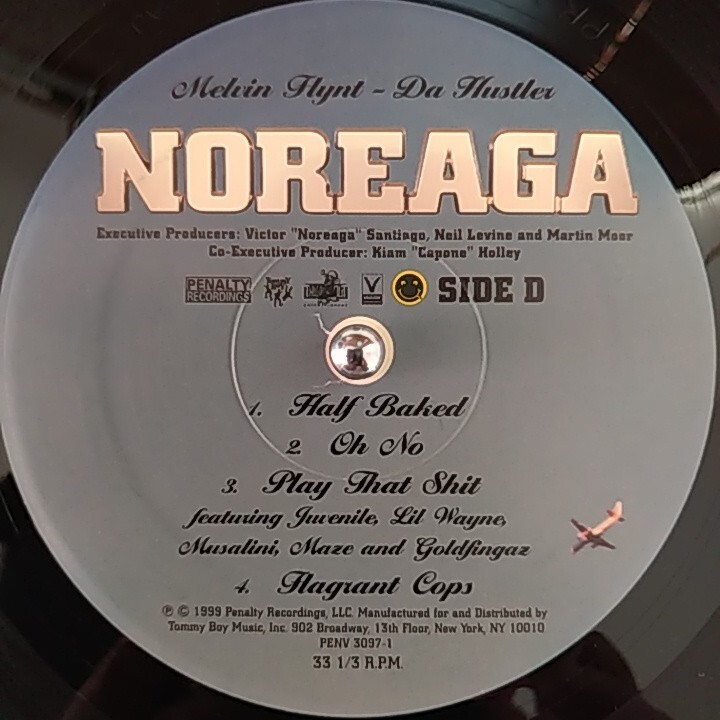 Melvin Flynt - Da Hustler
NOREAGA
Executive Producers: Victor "Noreaga" Santiago, Neil Levine and Martin Moor
Co-Executive Producer: Kiam "Capone" Holley
PENALTY RECORDINGS SIDE D
1. Half Baked
2. Oh No
3. Play That Shit
featuring Juvenile, Lil Wayne,
Musalini, Maze and Goldfingaz
4. Flagrant Cops
℗ © 1999 Penalty Recordings, LLC. Manufactured for and Distributed by
Tommy Boy Music, Inc. 902 Broadway, 13th Floor, New York, NY 10010
PENV 3097-1
33 1/3 R.P.M.